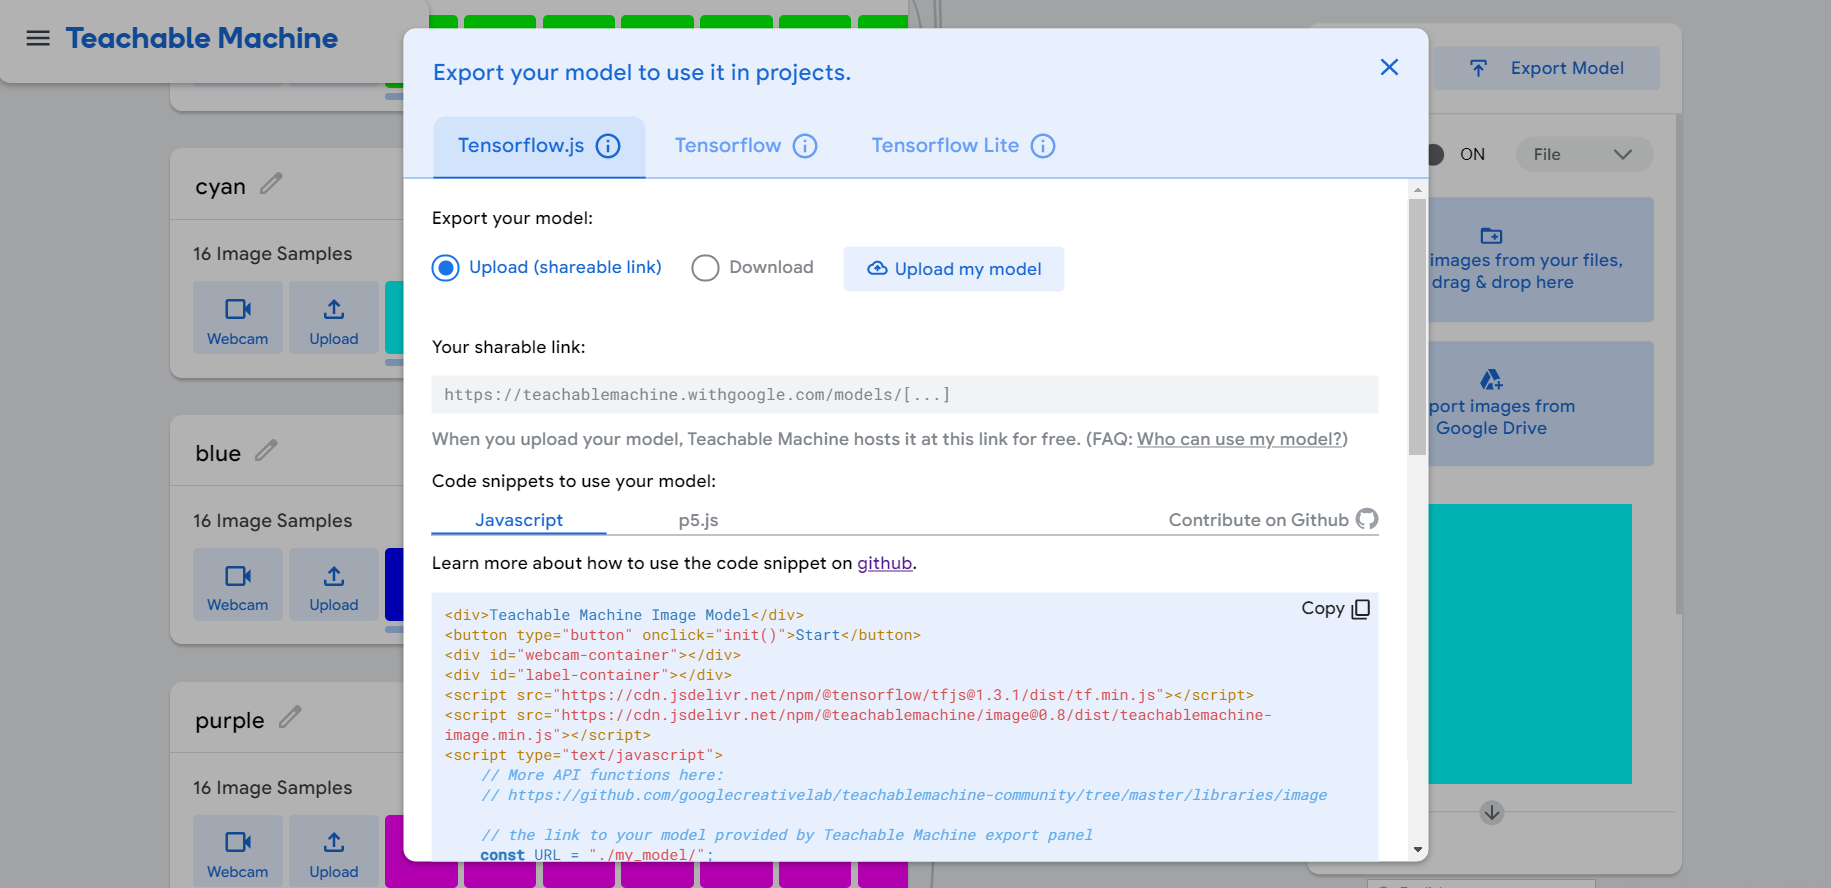 Teachable Machine
Export your model to use it in projects.
Export Model
Tensorflow.js
Tensorflow
Tensorflow Lite
ON
File
cyan
16 Image Samples
Webcam
Upload
blue
16 Image Samples
Webcam
Upload
purple
16 Image Samples
Webcam
Upload
Export your model:
Upload (shareable link)
Download
Upload my model
Your sharable link:
https://teachablemachine.withgoogle.com/models/[...]
When you upload your model, Teachable Machine hosts it at this link for free. (FAQ: Who can use my model?)
Code snippets to use your model:
Javascript
p5.js
Contribute on Github
Learn more about how to use the code snippet on github.
Copy
<div>Teachable Machine Image Model</div>
<button type="button" onclick="init()">Start</button>
<div id="webcam-container"></div>
<div id="label-container"></div>
<script src="https://cdn.jsdelivr.net/npm/@tensorflow/tfjs@1.3.1/dist/tf.min.js"></script>
<script src="https://cdn.jsdelivr.net/npm/@teachablemachine/image@0.8/dist/teachablemachine-
image.min.js"></script>
<script type="text/javascript">
// More API functions here:
// https://github.com/googlecreativelab/teachablemachine-community/tree/master/libraries/image
// the link to your model provided by Teachable Machine export panel
const URL = "./my_model/";
images from your files,
drag & drop here
port images from
Google Drive